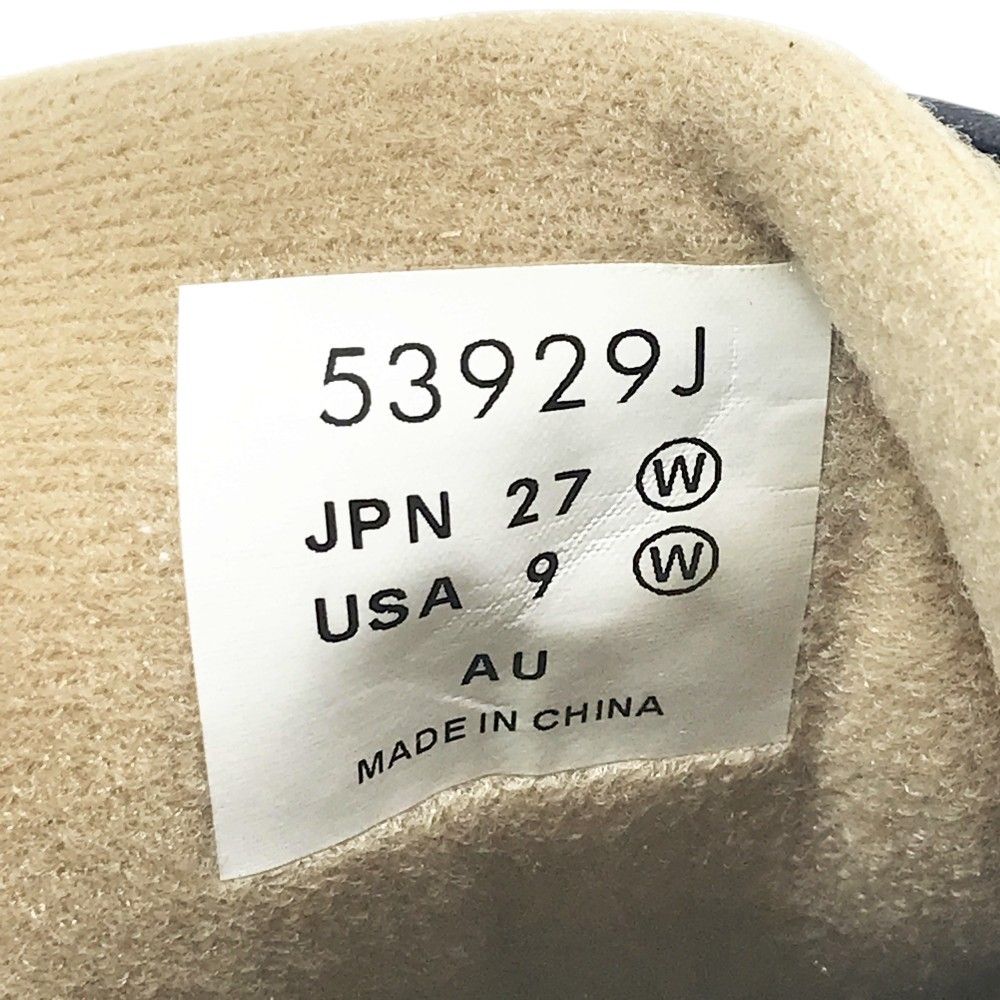 53929J
JPN 27 Ⓦ
USA 9 Ⓦ
AU
MADE IN CHINA